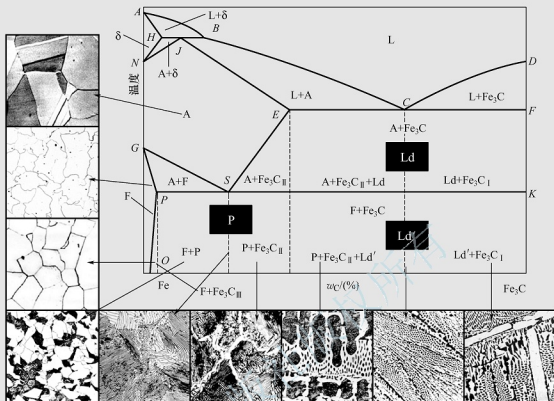 A
L+δ
B
δ
H
J
L
N
A+δ
D
温度
L+A
L+Fe₃C
A
E
C
F
A+Fe₃C
G
Ld
A+F
A+Fe₃CⅡ
A+Fe₃CⅡ+Ld
Ld+Fe₃CⅠ
S
K
P
F
F+Fe₃C
P
Ld′
F+P
P+Fe₃CⅡ
P+Fe₃CⅡ+Ld′
Ld′+Fe₃CⅠ
Q
Fe
F+Fe₃CⅢ
w_C/(%)
Fe₃C